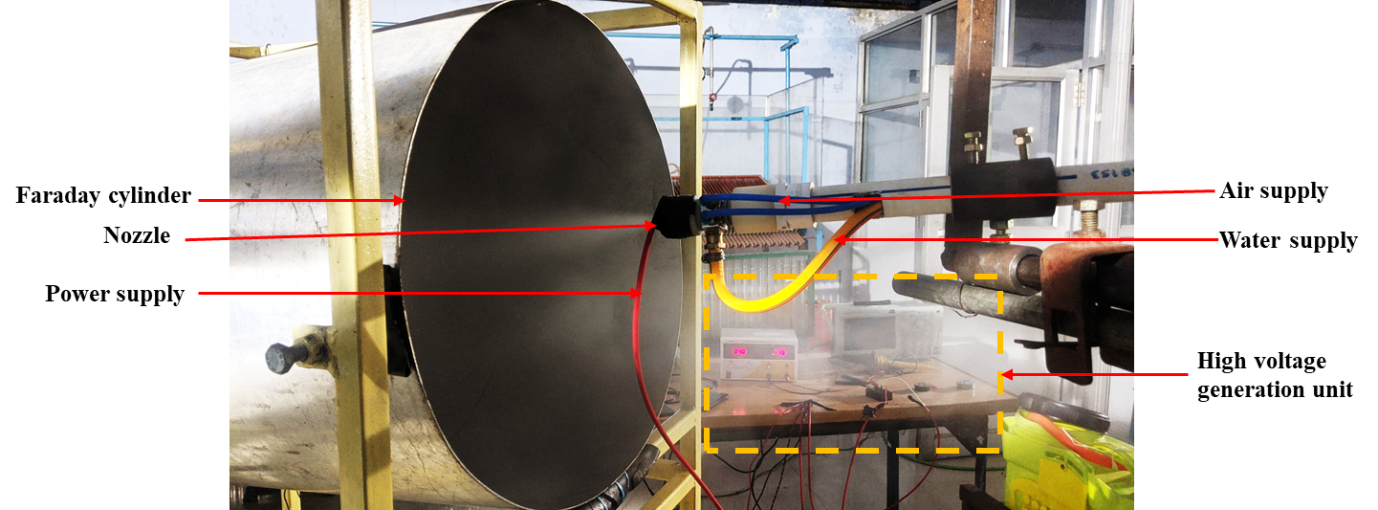 Faraday cylinder
Nozzle
Power supply
Air supply
Water supply
High voltage
generation unit